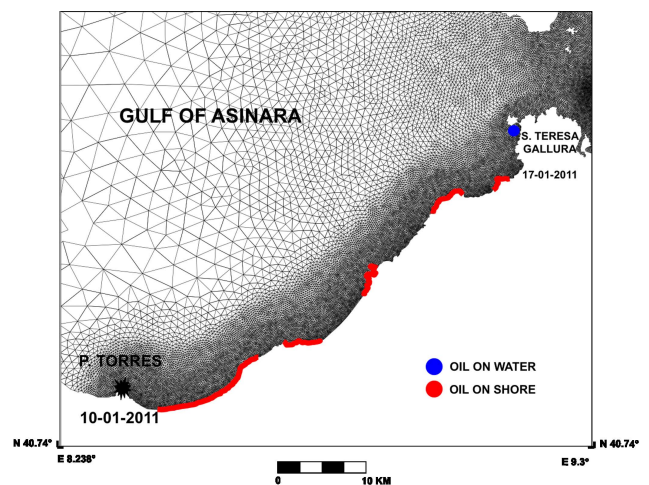 GULF OF ASINARA
S. TERESA
GALLURA
17-01-2011
P. TORRES
10-01-2011
OIL ON WATER
OIL ON SHORE
N 40.74°
N 40.74°
E 8.238°
E 9.3°
0
10 KM